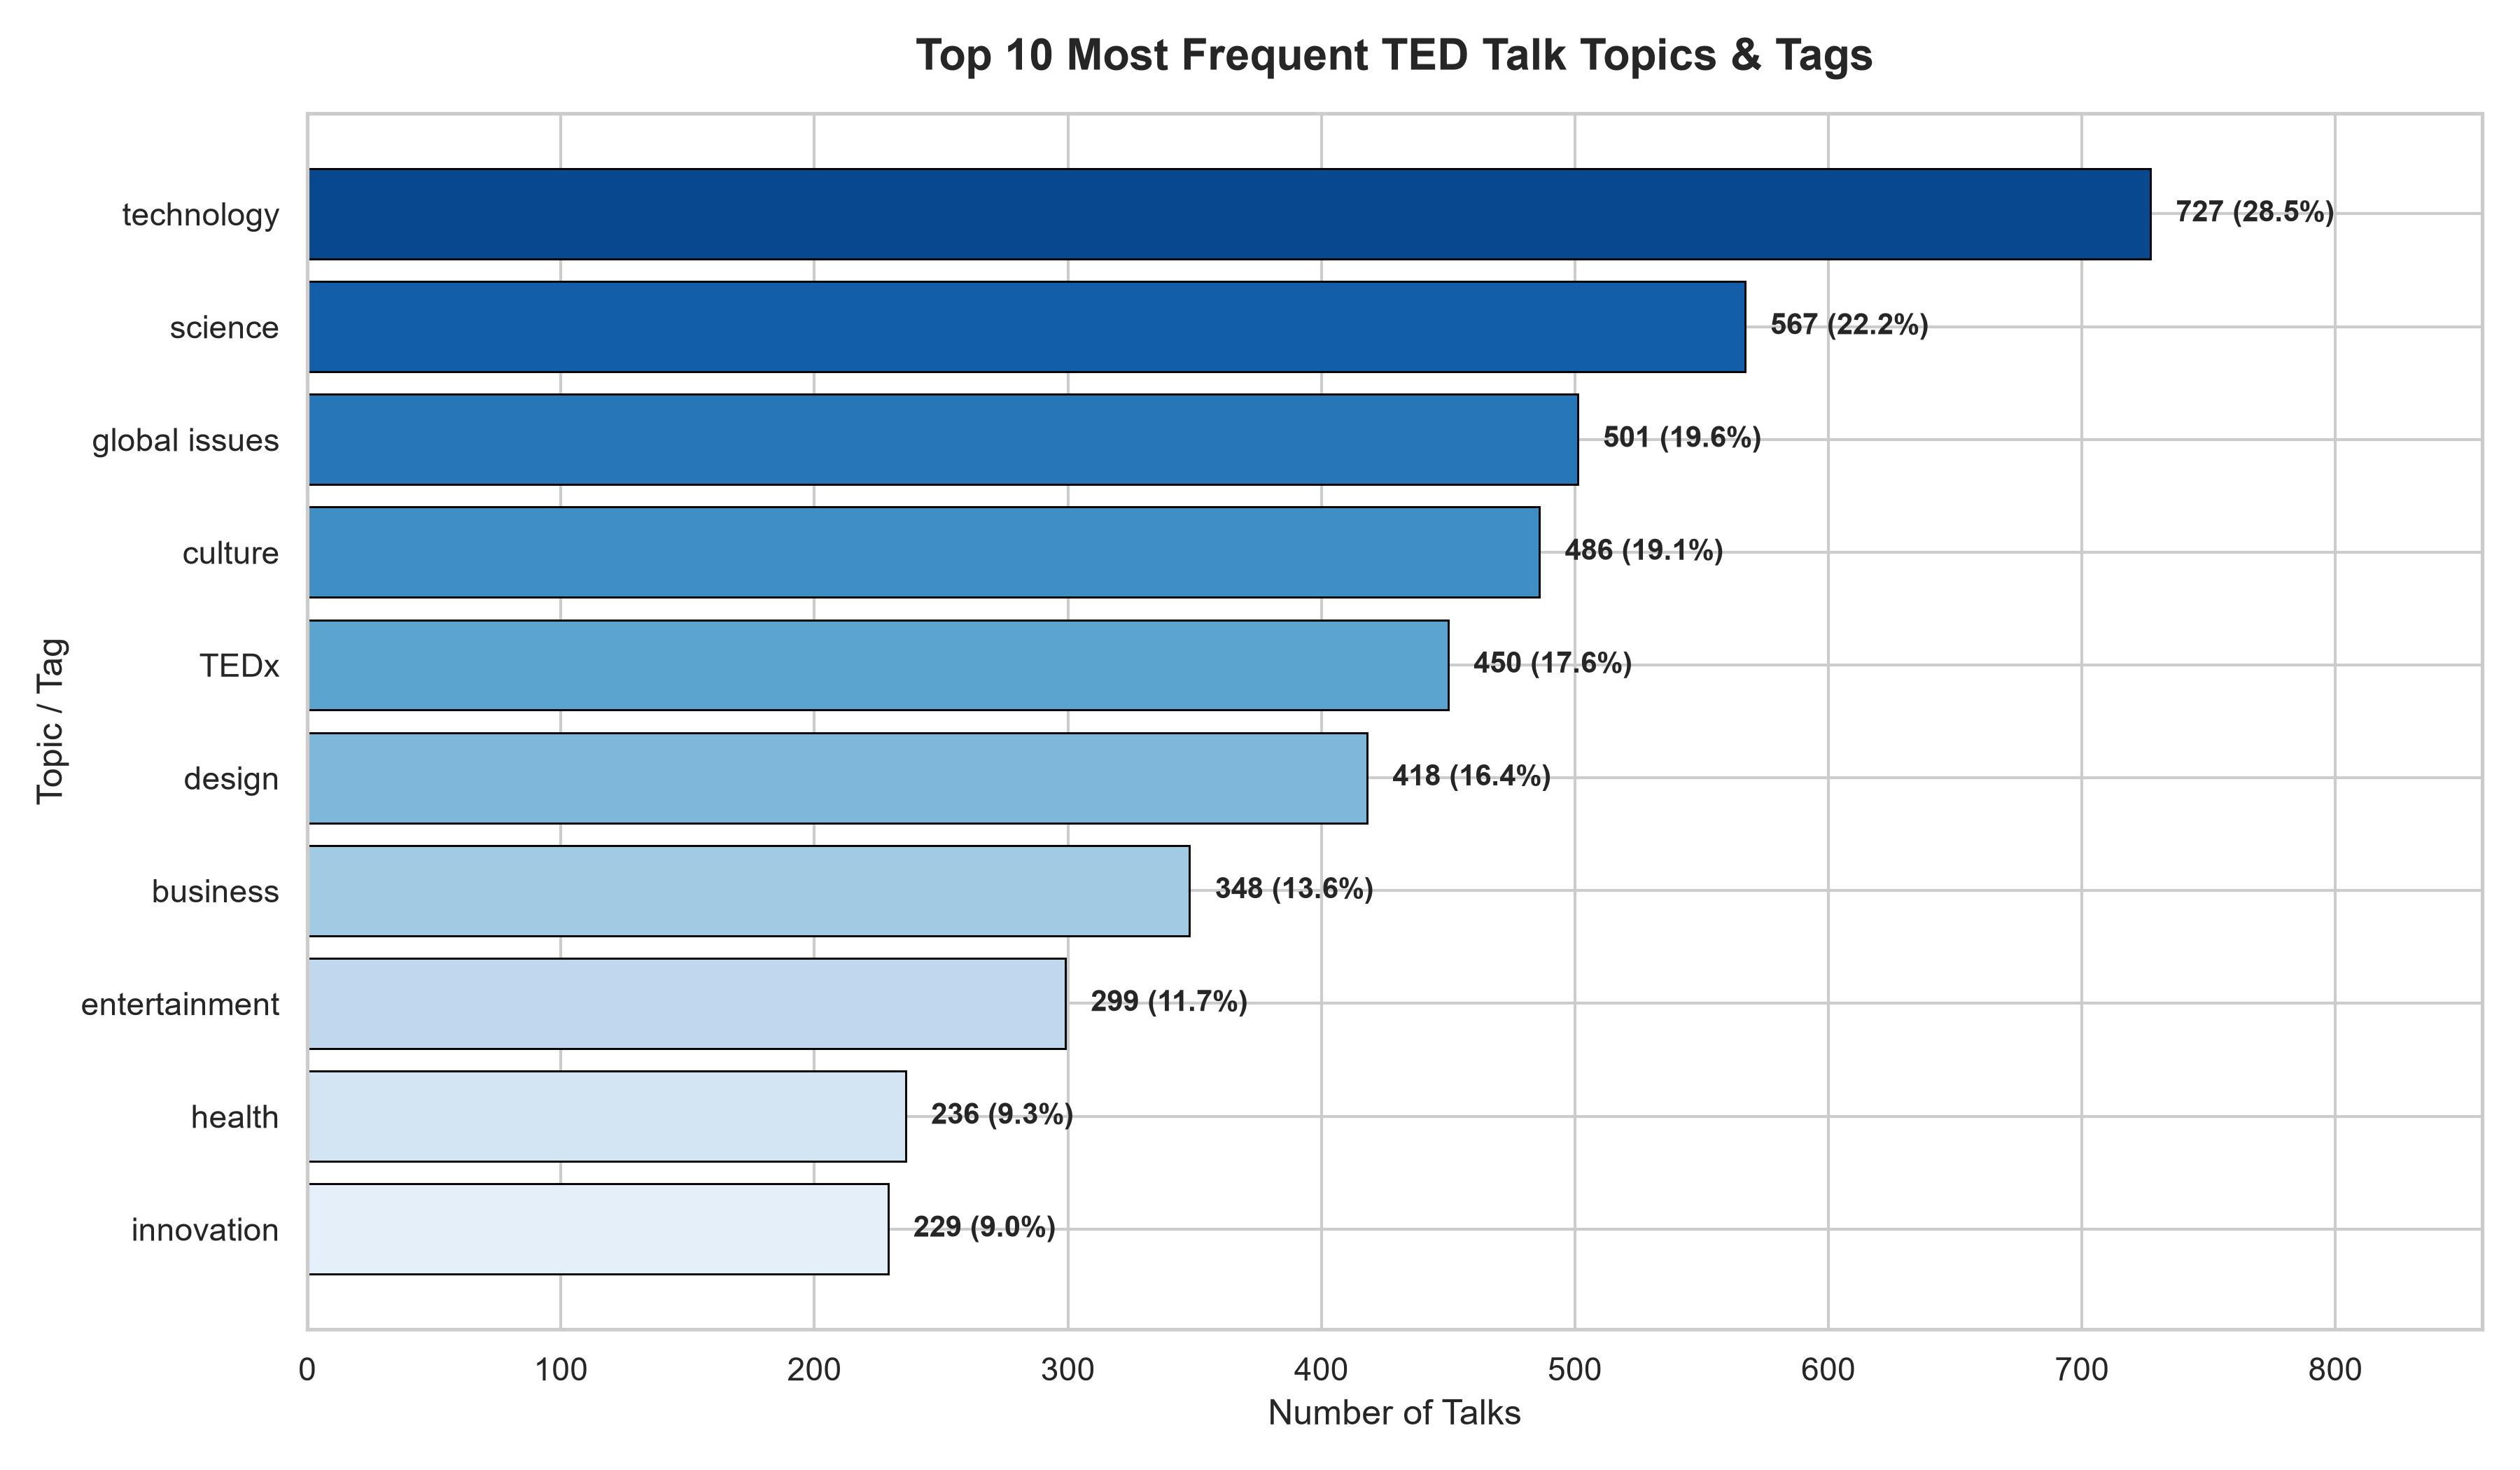 Top 10 Most Frequent TED Talk Topics & Tags
Topic / Tag
technology 727 (28.5%)
science 567 (22.2%)
global issues 501 (19.6%)
culture 486 (19.1%)
TEDx 450 (17.6%)
design 418 (16.4%)
business 348 (13.6%)
entertainment 299 (11.7%)
health 236 (9.3%)
innovation 229 (9.0%)
0 100 200 300 400 500 600 700 800
Number of Talks